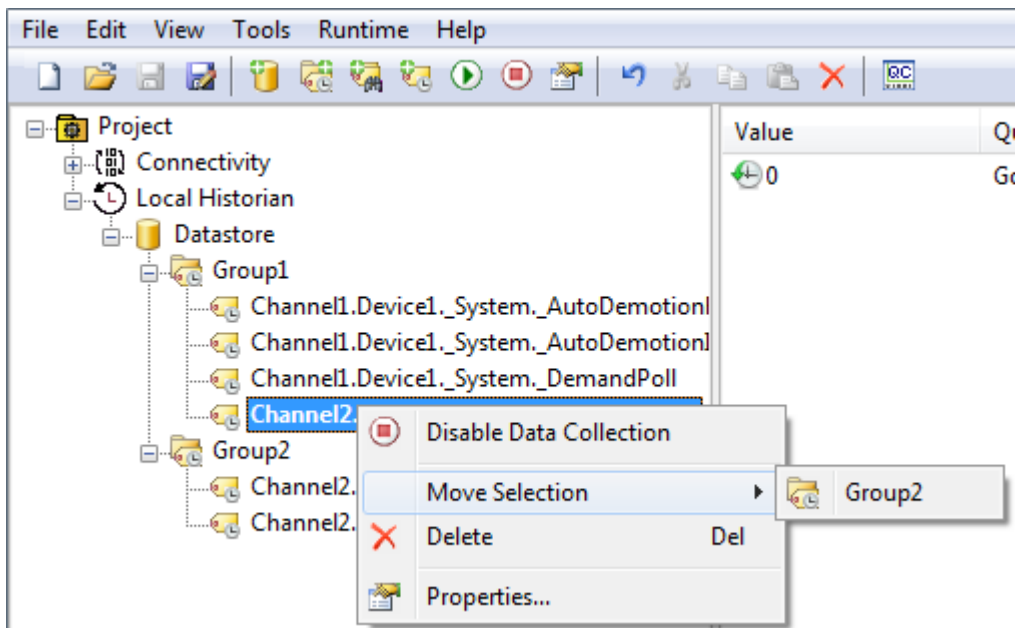 File Edit View Tools Runtime Help
QC
Project
Value
Connectivity
0
Local Historian
Datastore
Group1
Channel1.Device1._System._AutoDemotion
Channel1.Device1._System._AutoDemotion
Channel1.Device1._System._DemandPoll
Channel2.
Disable Data Collection
Group2
Channel2.
Move Selection
Group2
Channel2.
Delete Del
Properties...